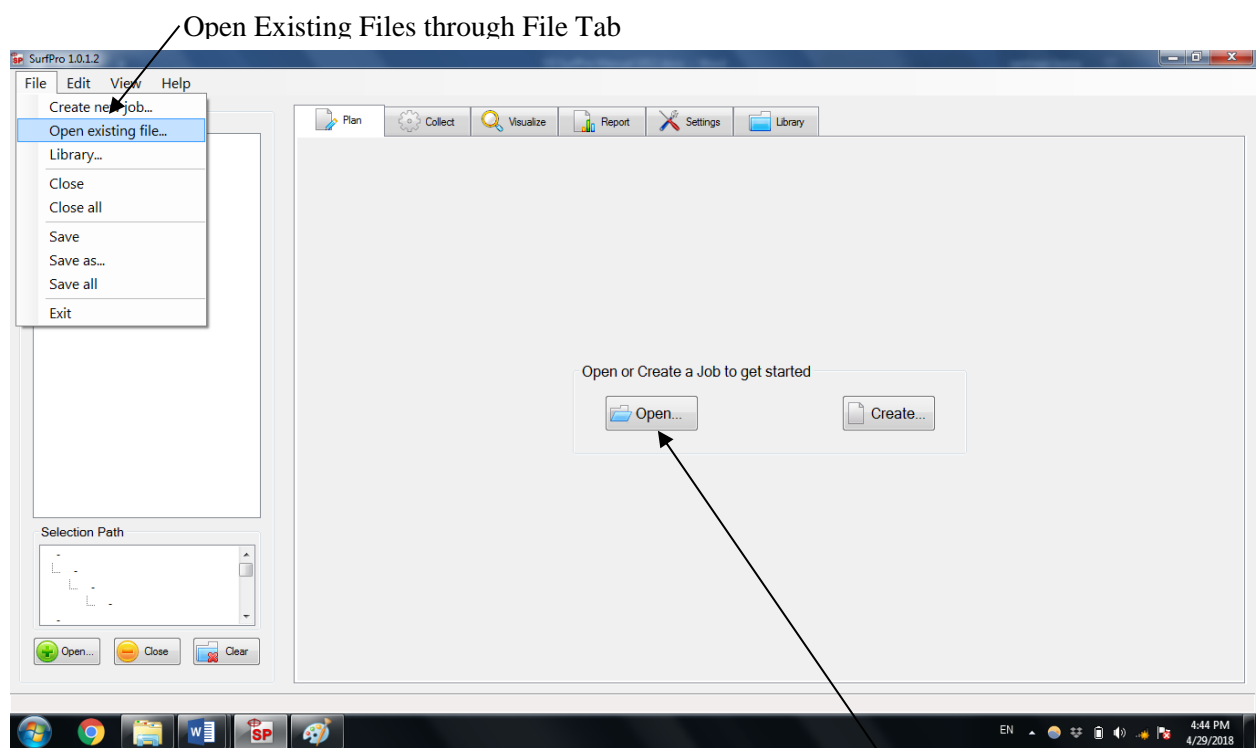 Open Existing Files through File Tab
SurfPro 1.0.1.2
File Edit View Help
Create new job...
Open existing file...
Library...
Close
Close all
Save
Save as...
Save all
Exit
Plan Collect Visualize Report Settings Library
Open or Create a Job to get started
Open... Create...
Selection Path
Open... Close Clear
SP
EN
4:44 PM
4/29/2018